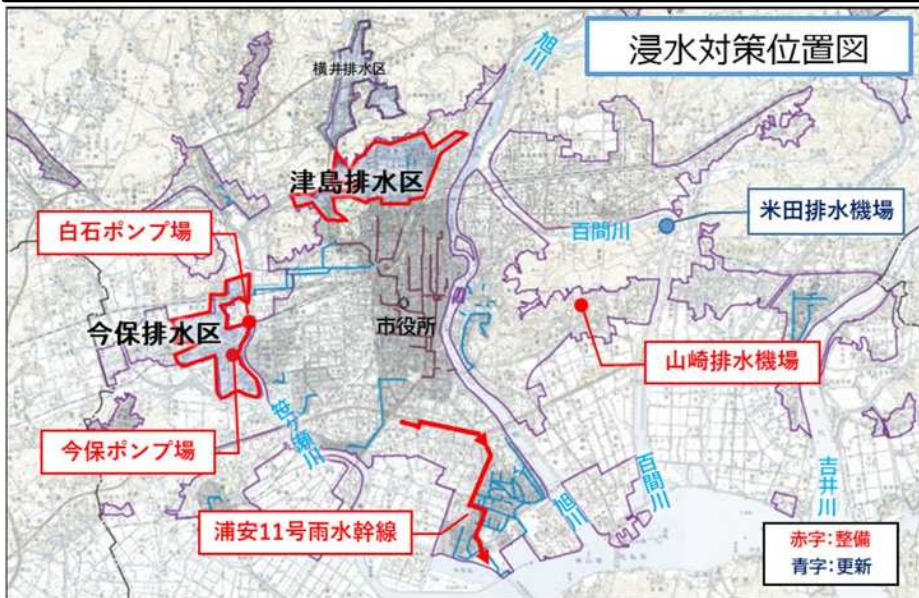 浸水対策位置図
旭川
横井排水区
津島排水区
白石ポンプ場
百間川
米田排水機場
今保排水区
市役所
山崎排水機場
今保ポンプ場
笹ヶ瀬川
浦安11号雨水幹線
旭川
百間川
吉井川
赤字：整備
青字：更新